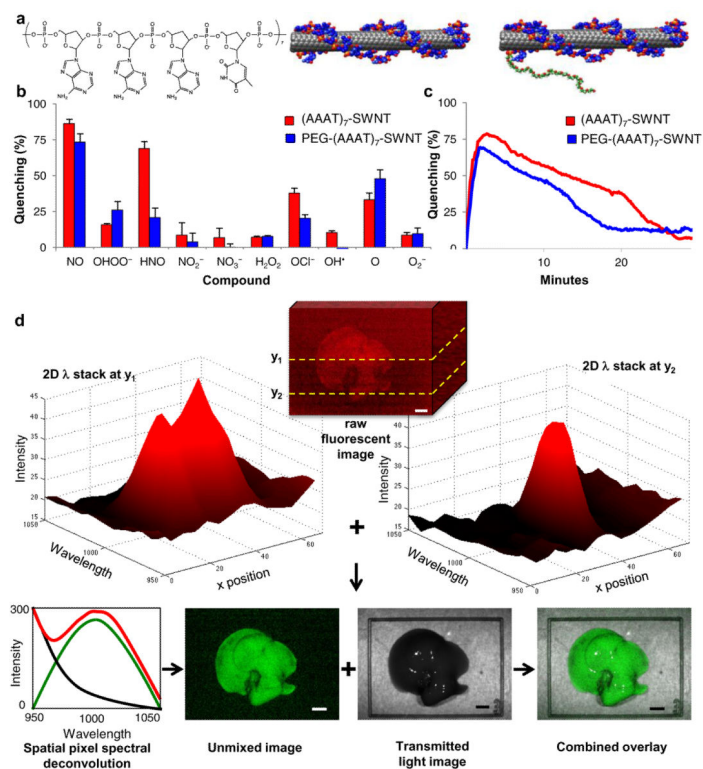 a
b
Quenching (%)
100
75
50
25
0
(AAAT)₇-SWNT
PEG-(AAAT)₇-SWNT
NO OHOO⁻ HNO NO₂⁻ NO₃⁻ H₂O₂ OCl⁻ OH• O O₂⁻
Compound
c
Quenching (%)
100
75
50
25
0
(AAAT)₇-SWNT
PEG-(AAAT)₇-SWNT
10 20
Minutes
d
2D λ stack at y₁
Intensity
45
40
35
30
25
20
15
1050
1000
950
Wavelength
0 20 40 60
x position
y₁
y₂
raw
fluorescent
image
2D λ stack at y₂
Intensity
40
35
30
25
20
15
1050
1000
950
Wavelength
0 20 40 60
x position
+
300
0
Intensity
950 1000 1050
Wavelength
Spatial pixel spectral
deconvolution
Unmixed image
+
Transmitted
light image
Combined overlay